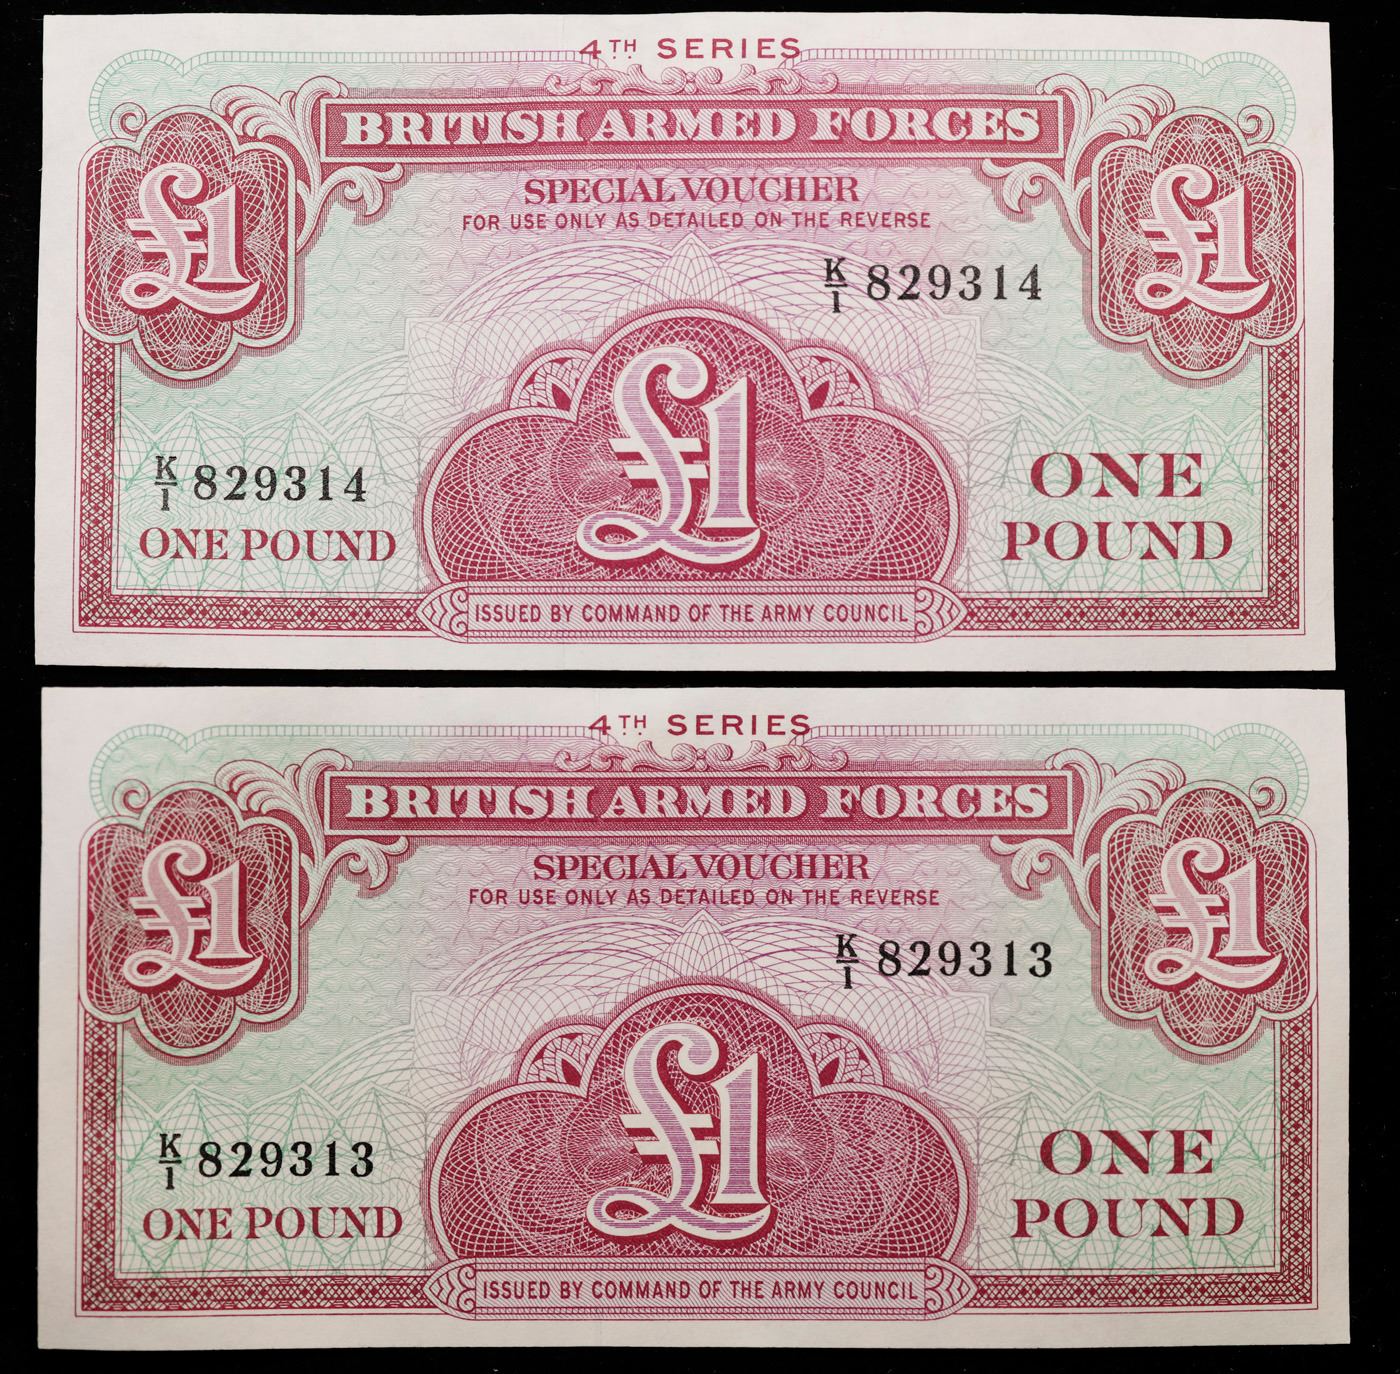 4TH SERIES
BRITISH ARMED FORCES
£1
£1
SPECIAL VOUCHER
FOR USE ONLY AS DETAILED ON THE REVERSE
K/1 829314
£1
K/1 829314
ONE POUND
ONE
POUND
ISSUED BY COMMAND OF THE ARMY COUNCIL
4TH SERIES
BRITISH ARMED FORCES
£1
£1
SPECIAL VOUCHER
FOR USE ONLY AS DETAILED ON THE REVERSE
K/1 829313
£1
K/1 829313
ONE POUND
ONE
POUND
ISSUED BY COMMAND OF THE ARMY COUNCIL